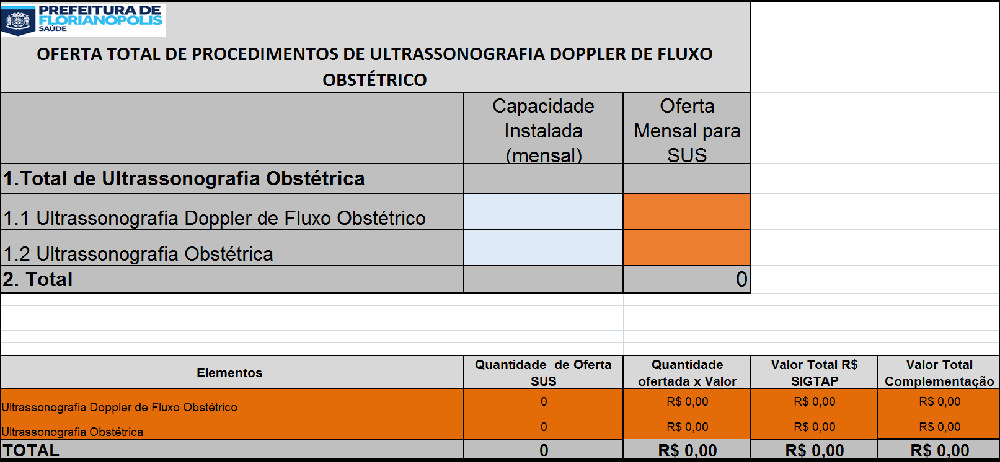 PREFEITURA DE
FLORIANÓPOLIS
SAÚDE
OFERTA TOTAL DE PROCEDIMENTOS DE ULTRASSONOGRAFIA DOPPLER DE FLUXO
OBSTÉTRICO
Capacidade
Instalada
(mensal)
Oferta
Mensal para
SUS
1.Total de Ultrassonografia Obstétrica
1.1 Ultrassonografia Doppler de Fluxo Obstétrico
1.2 Ultrassonografia Obstétrica
2. Total 0
Elementos
Quantidade de Oferta
SUS
Quantidade
ofertada x Valor
Valor Total R$
SIGTAP
Valor Total
Complementação
Ultrassonografia Doppler de Fluxo Obstétrico 0 R$ 0,00 R$ 0,00 R$ 0,00
Ultrassonografia Obstétrica 0 R$ 0,00 R$ 0,00 R$ 0,00
TOTAL 0 R$ 0,00 R$ 0,00 R$ 0,00